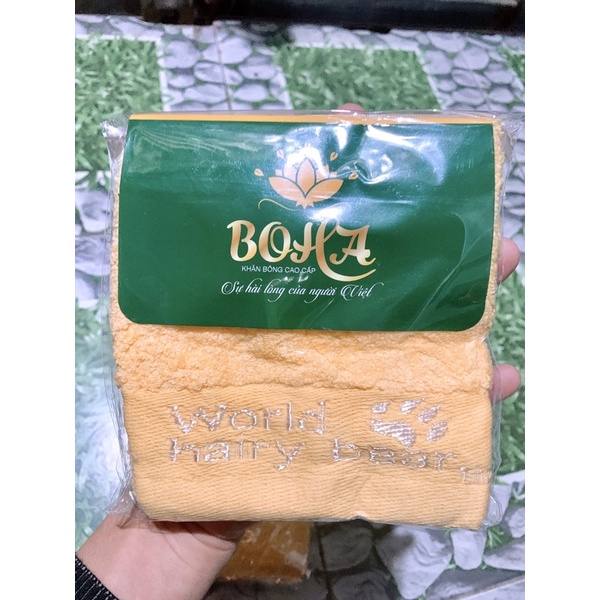 BOHA
KHĂN BÔNG CAO CẤP
Sự hài lòng của người Việt
world
hairy bear